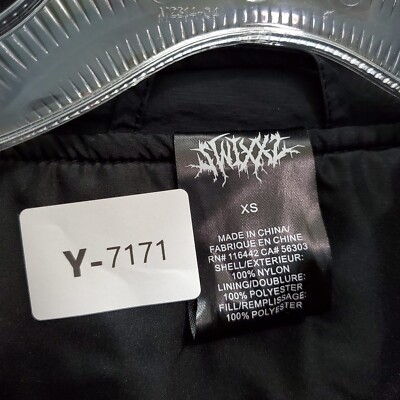 SWIXXZ
XS
MADE IN CHINA/
FABRIQUE EN CHINE
RN# 116442 CA# 56303
SHELL/EXTERIEUR:
100% NYLON
LINING/DOUBLURE:
100% POLYESTER
FILL/REMPLISSAGE:
100% POLYESTER
Y-7171